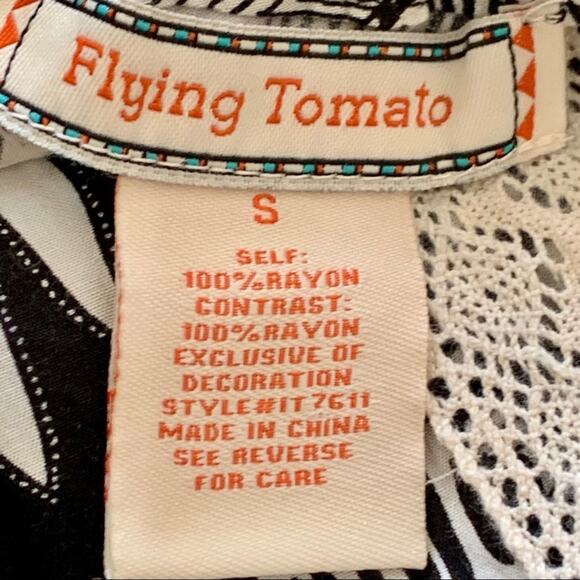 Flying Tomato
S
SELF:
100%RAYON
CONTRAST:
100%RAYON
EXCLUSIVE OF
DECORATION
STYLE#IT7611
MADE IN CHINA
SEE REVERSE
FOR CARE